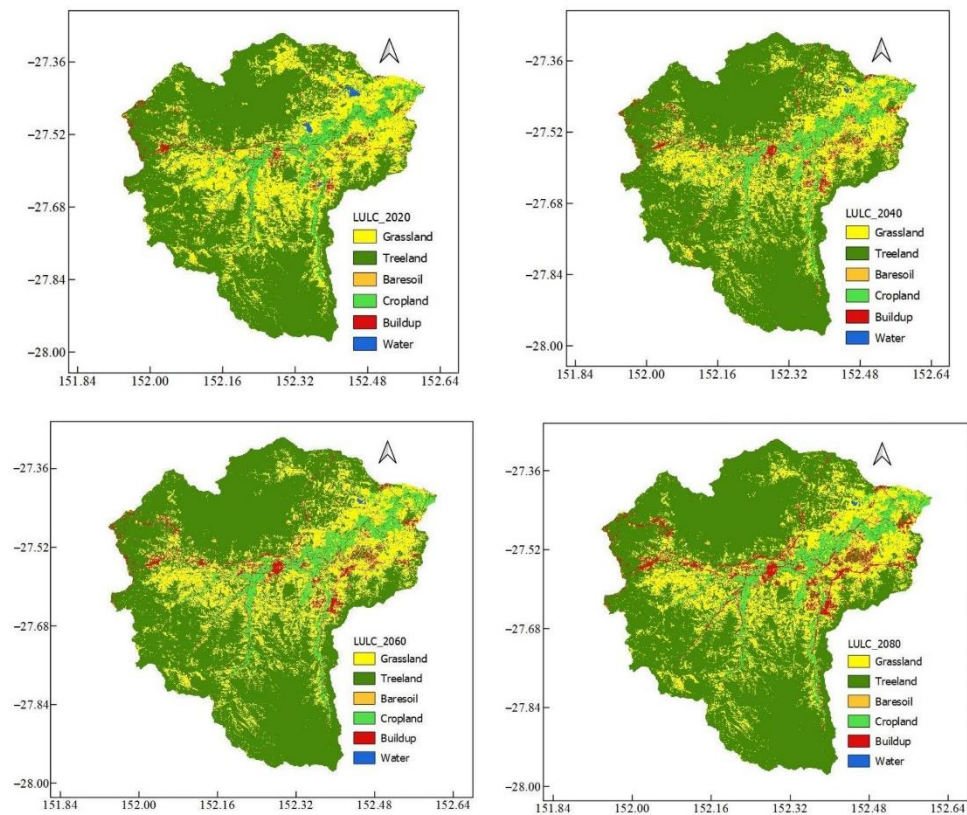 −27.36
−27.52
−27.68
−27.84
−28.00
151.84 152.00 152.16 152.32 152.48 152.64
LULC_2020
Grassland
Treeland
Baresoil
Cropland
Buildup
Water
−27.36
−27.52
−27.68
−27.84
−28.00
151.84 152.00 152.16 152.32 152.48 152.64
LULC_2040
Grassland
Treeland
Baresoil
Cropland
Buildup
Water
−27.36
−27.52
−27.68
−27.84
−28.00
151.84 152.00 152.16 152.32 152.48 152.64
LULC_2060
Grassland
Treeland
Baresoil
Cropland
Buildup
Water
−27.36
−27.52
−27.68
−27.84
−28.00
151.84 152.00 152.16 152.32 152.48 152.64
LULC_2080
Grassland
Treeland
Baresoil
Cropland
Buildup
Water